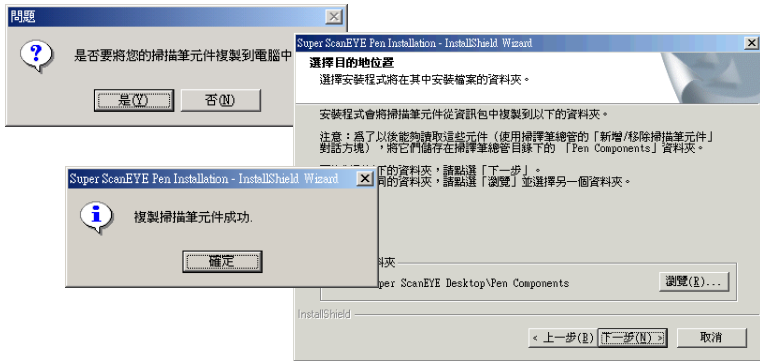 問題
是否要將您的掃描筆元件複製到電腦中
是(Y)
否(N)
Super ScanEYE Pen Installation - InstallShield Wizard
選擇目的地位置
選擇安裝程式將在其中安裝檔案的資料夾。
安裝程式會將掃描筆元件從資訊包中複製到以下的資料夾。
注意：為了以後能夠讀取這些元件（使用掃譯筆總管的「新增/移除掃描筆元件」
對話方塊），將它們儲存在掃譯筆總管目錄下的 「Pen Components」資料夾。
下的資料夾，請點選「下一步」。
同的資料夾，請點選「瀏覽」並選擇另一個資料夾。
Super ScanEYE Pen Installation - InstallShield Wizard
複製掃描筆元件成功.
確定
料夾
per ScanEYE Desktop\Pen Components
瀏覽(R)...
InstallShield
< 上一步(B)
下一步(N) >
取消